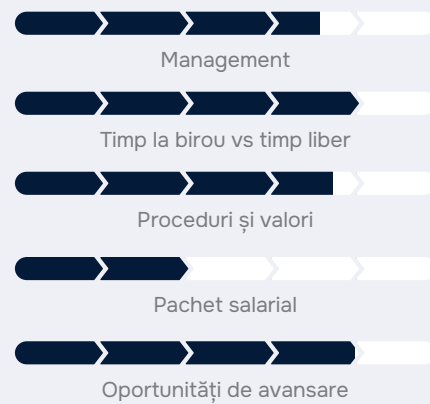 Management
Timp la birou vs timp liber
Proceduri și valori
Pachet salarial
Oportunități de avansare